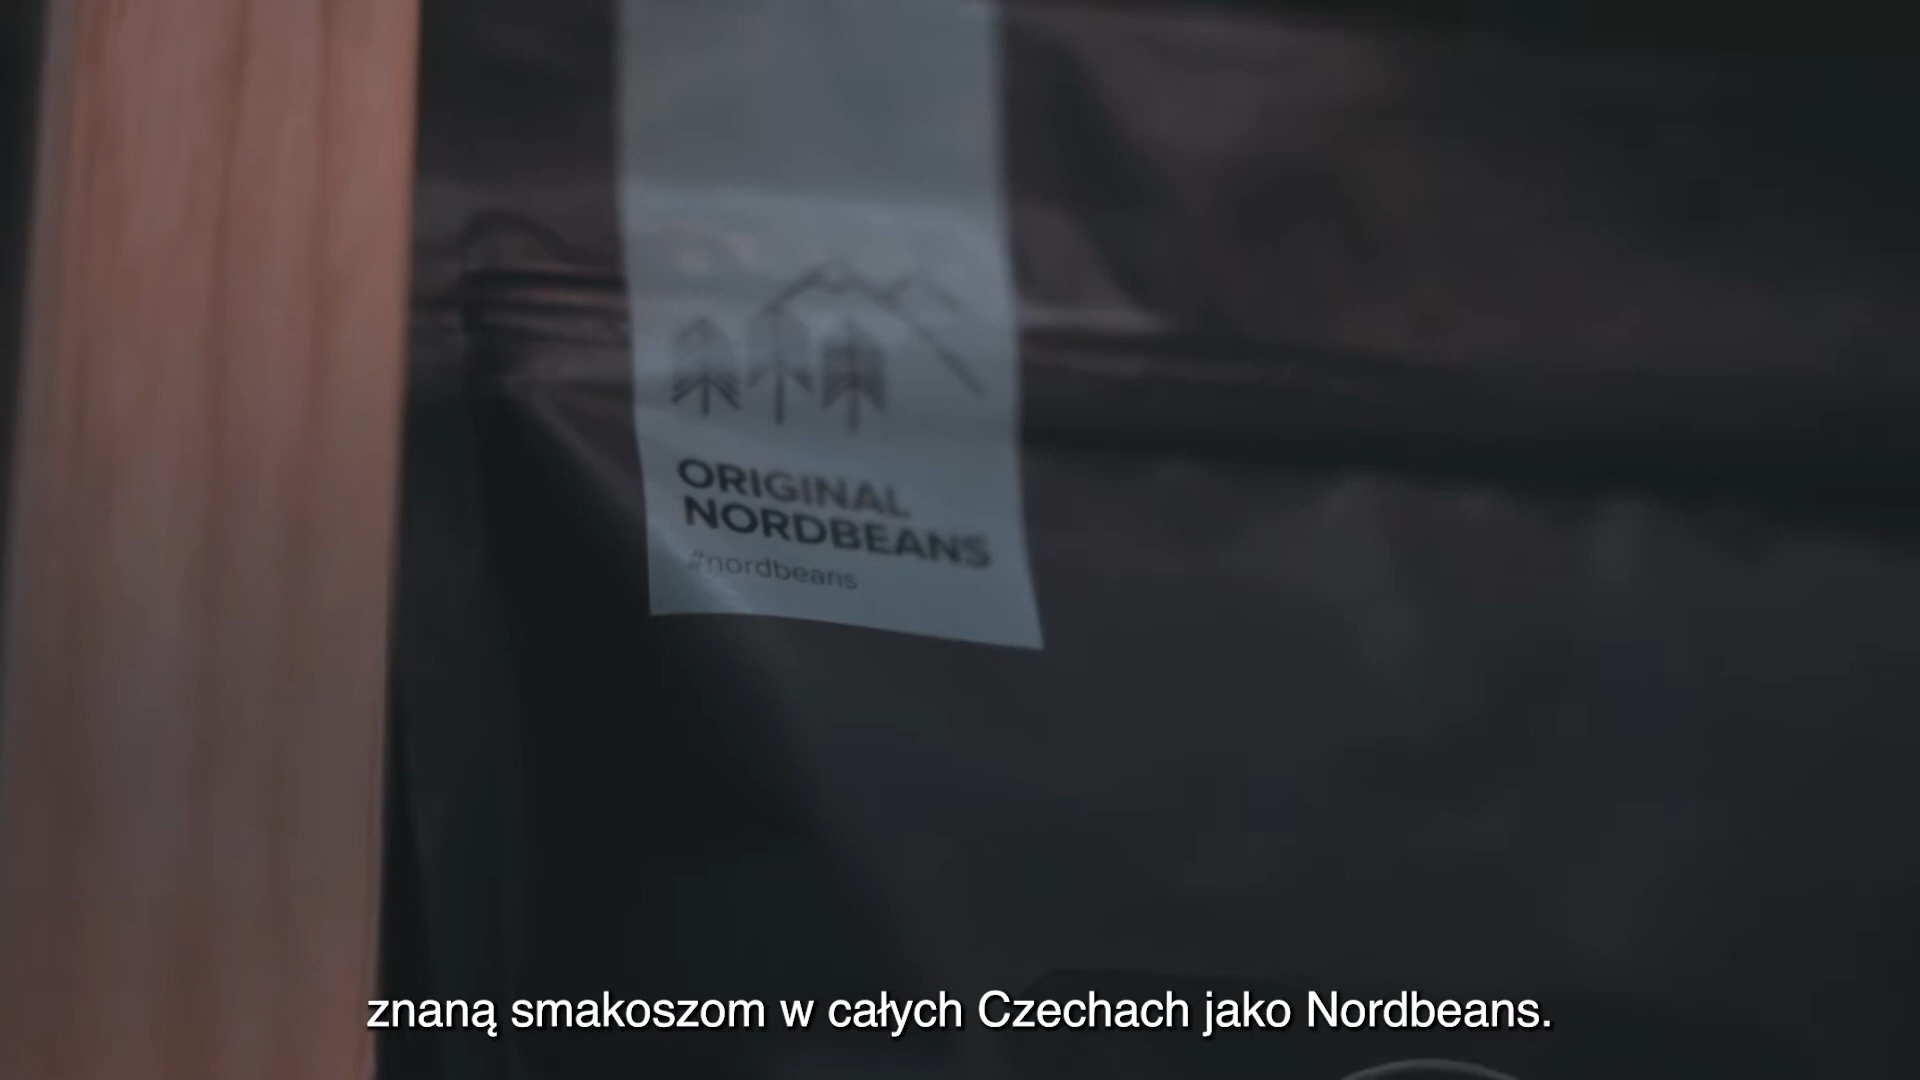 ORIGINAL
NORDBEANS
#nordbeans
znaną smakoszom w całych Czechach jako Nordbeans.